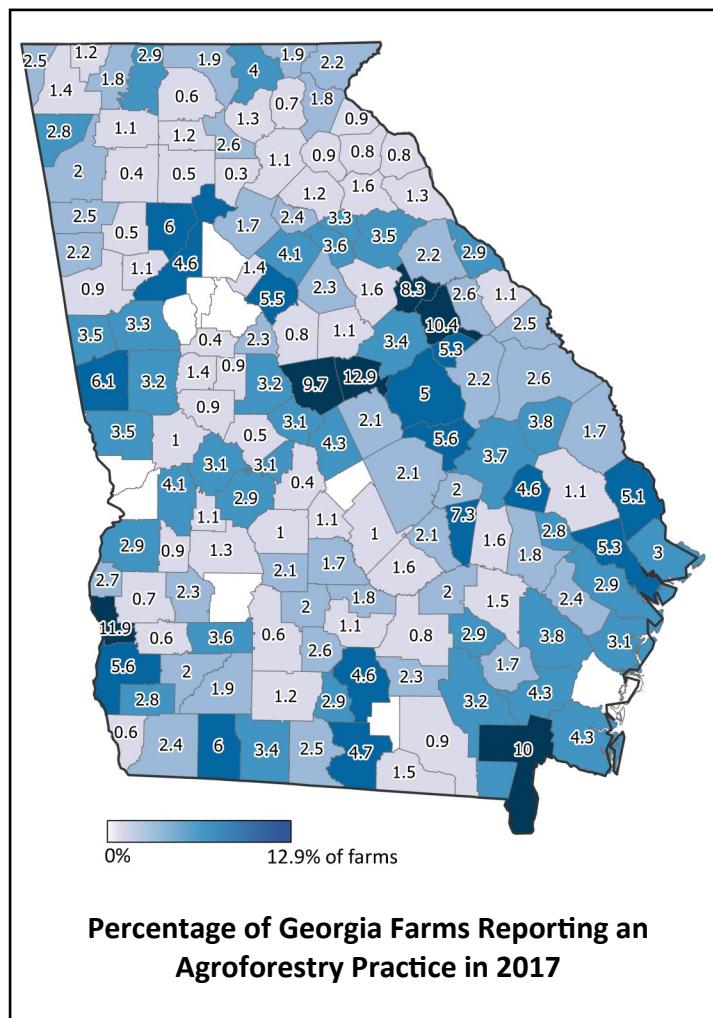 2.5 1.2 2.9 1.9 1.9 2.2
1.4 1.8 4
0.6 1.3 0.7 1.8 0.9
2.8 1.1 1.2 2.6
2 0.4 0.5 0.3 1.1 0.9 0.8 0.8
1.2 1.6 1.3
2.5 0.5 6 1.7 2.4 3.3 3.5
2.2 1.1 4.6 1.4 4.1 3.6 2.2 2.9
0.9 5.5 2.3 1.6 8.3 2.6 1.1
3.5 3.3 0.4 2.3 0.8 1.1 3.4 10.4 2.5
5.3
6.1 3.2 1.4 0.9 3.2 9.7 12.9 5 2.2 2.6
3.5 1 0.9 0.5 3.1 4.3 2.1 5.6 3.8 1.7
3.1 3.1 3.7
4.1 2.9 0.4 2.1 2 4.6 1.1 5.1
1.1 1.1 7.3
2.9 0.9 1.3 1 1 2.1 1.6 1.8 2.8 5.3 3
2.7 0.7 2.3 2.1 1.7 1.6 2 1.5 2.4 2.9
11.9 2 1.8
0.6 3.6 0.6 1.1 0.8 2.9 3.8 3.1
5.6 2 2.6 1.7
2.8 1.9 1.2 2.9 4.6 2.3 3.2 4.3
0.6 2.4 6 3.4 2.5 4.7 0.9 10 4.3
1.5
0% 12.9% of farms
Percentage of Georgia Farms Reporting an
Agroforestry Practice in 2017